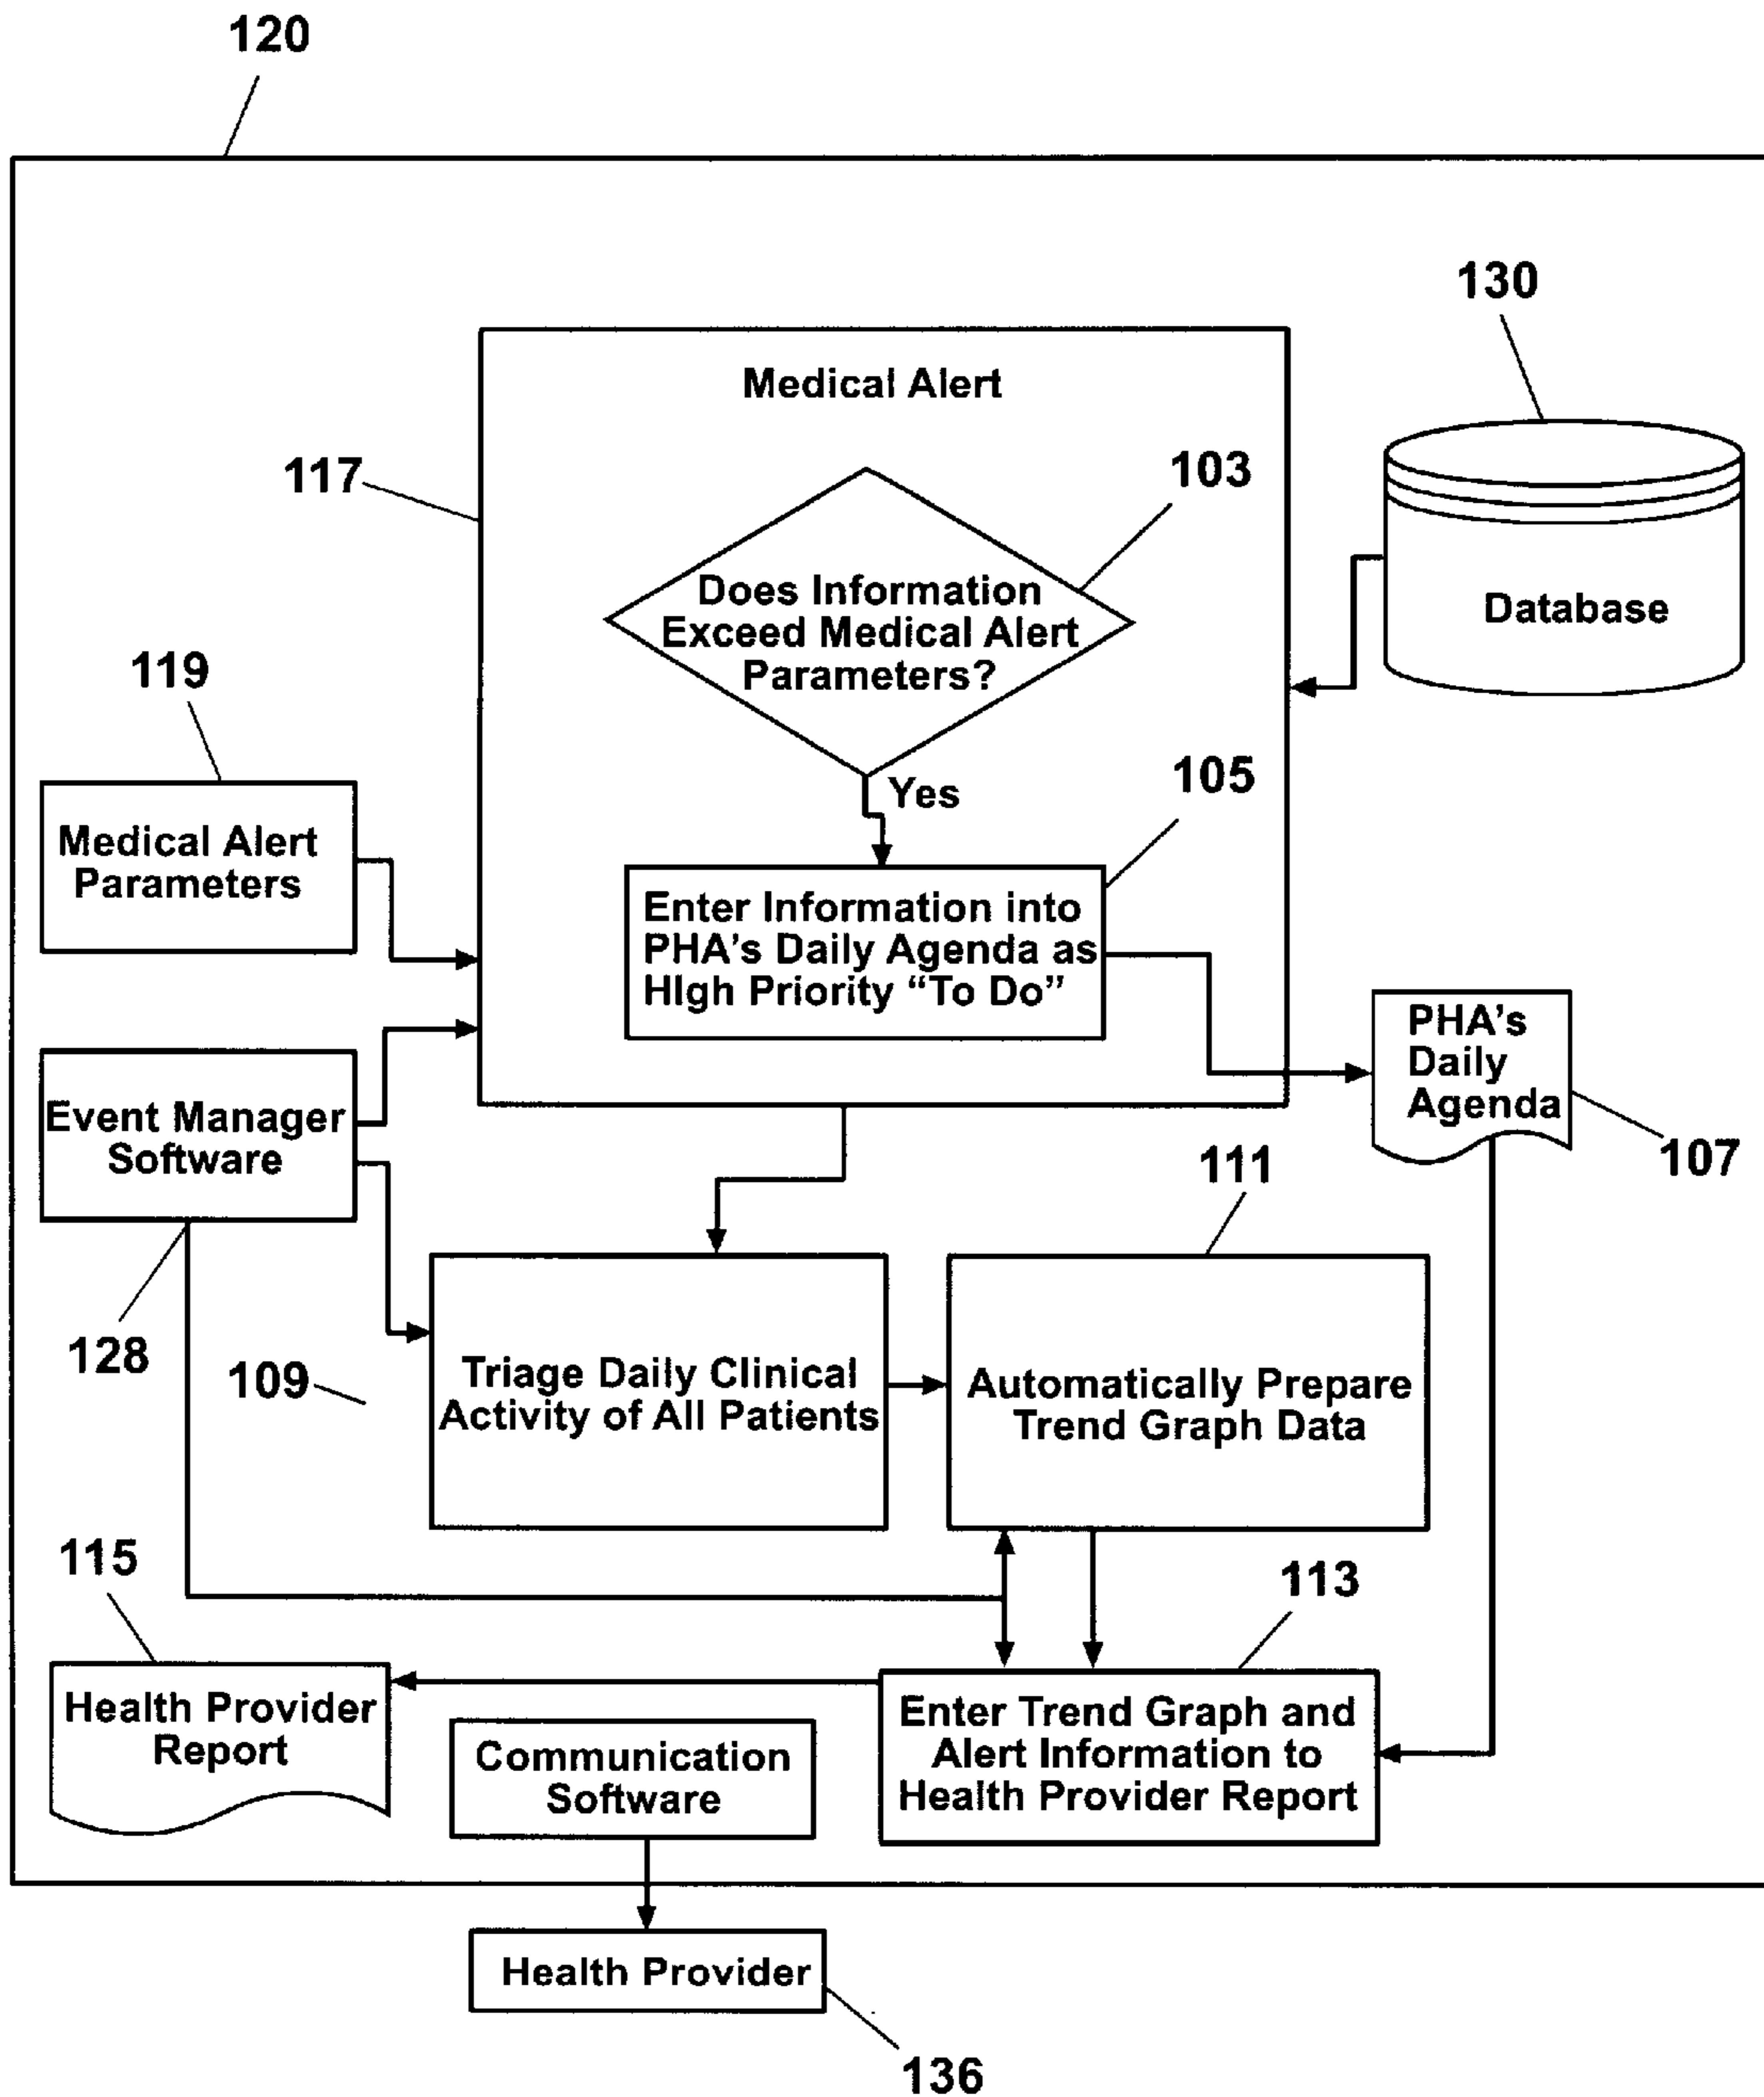 120
130
Medical Alert
117
103
Does Information
Exceed Medical Alert
Parameters?
Database
119
Yes
105
Medical Alert
Parameters
Enter Information into
PHA's Daily Agenda as
HIgh Priority “To Do”
PHA's
Daily
Agenda
107
Event Manager
Software
111
128
109
Triage Daily Clinical
Activity of All Patients
Automatically Prepare
Trend Graph Data
115
113
Health Provider
Report
Communication
Software
Enter Trend Graph and
Alert Information to
Health Provider Report
Health Provider
136